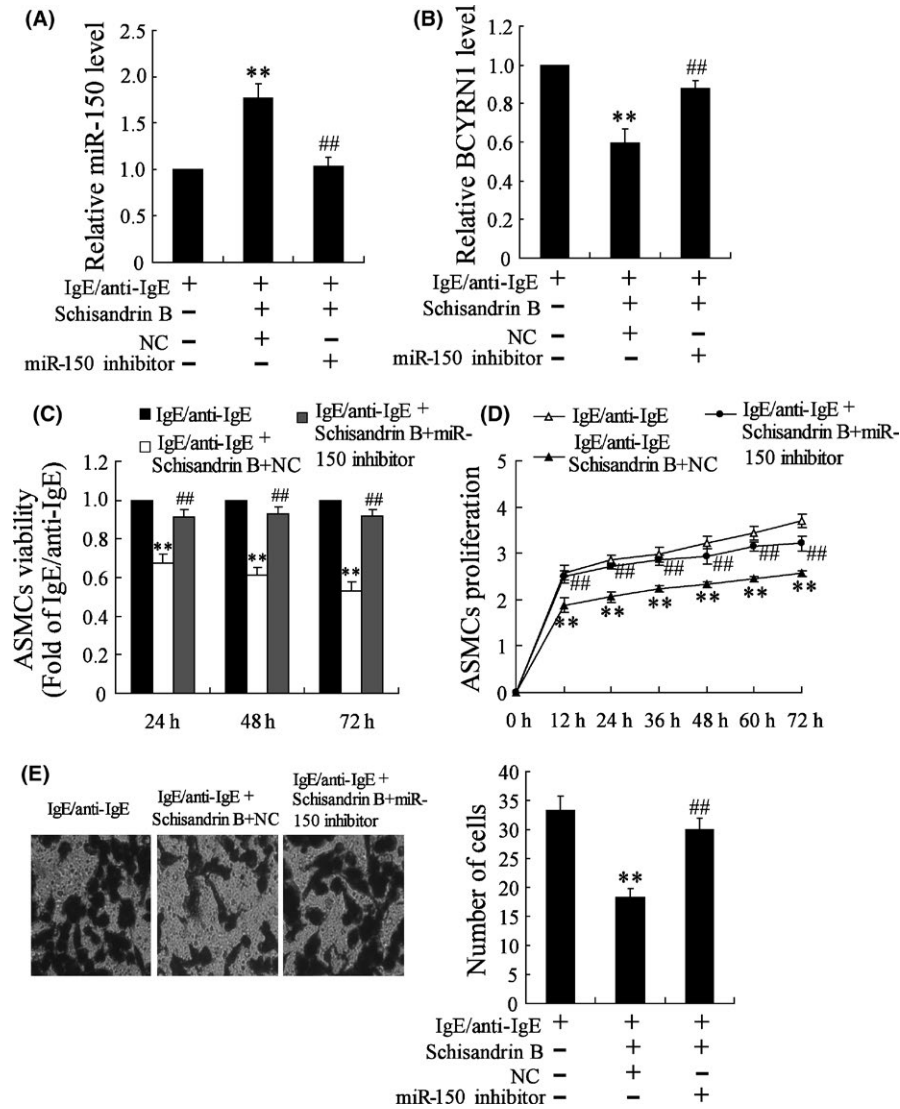 (A)
Relative miR-150 level
2.5
2.0
1.5
1.0
0.5
0
**
##
IgE/anti-IgE + + +
Schisandrin B – + +
NC – + –
miR-150 inhibitor – – +
(B)
Relative BCYRN1 level
1.2
1.0
0.8
0.6
0.4
0.2
0
**
##
IgE/anti-IgE + + +
Schisandrin B – + +
NC – + –
miR-150 inhibitor – – +
(C)
IgE/anti-IgE
IgE/anti-IgE +
Schisandrin B+NC
IgE/anti-IgE +
Schisandrin B+miR-
150 inhibitor
ASMCs viability
(Fold of IgE/anti-IgE)
1.2
1.0
0.8
0.6
0.4
0.2
0
** ##
** ##
** ##
24 h 48 h 72 h
(D)
IgE/anti-IgE
IgE/anti-IgE
Schisandrin B+NC
IgE/anti-IgE +
Schisandrin B+miR-
150 inhibitor
ASMCs proliferation
5
4
3
2
1
0
## ## ## ## ## ##
** ** ** ** ** **
0 h 12 h 24 h 36 h 48 h 60 h 72 h
(E)
IgE/anti-IgE
IgE/anti-IgE +
Schisandrin B+NC
IgE/anti-IgE +
Schisandrin B+miR-
150 inhibitor
Number of cells
40
35
30
25
20
15
10
5
0
**
##
IgE/anti-IgE + + +
Schisandrin B – + +
NC – + –
miR-150 inhibitor – – +